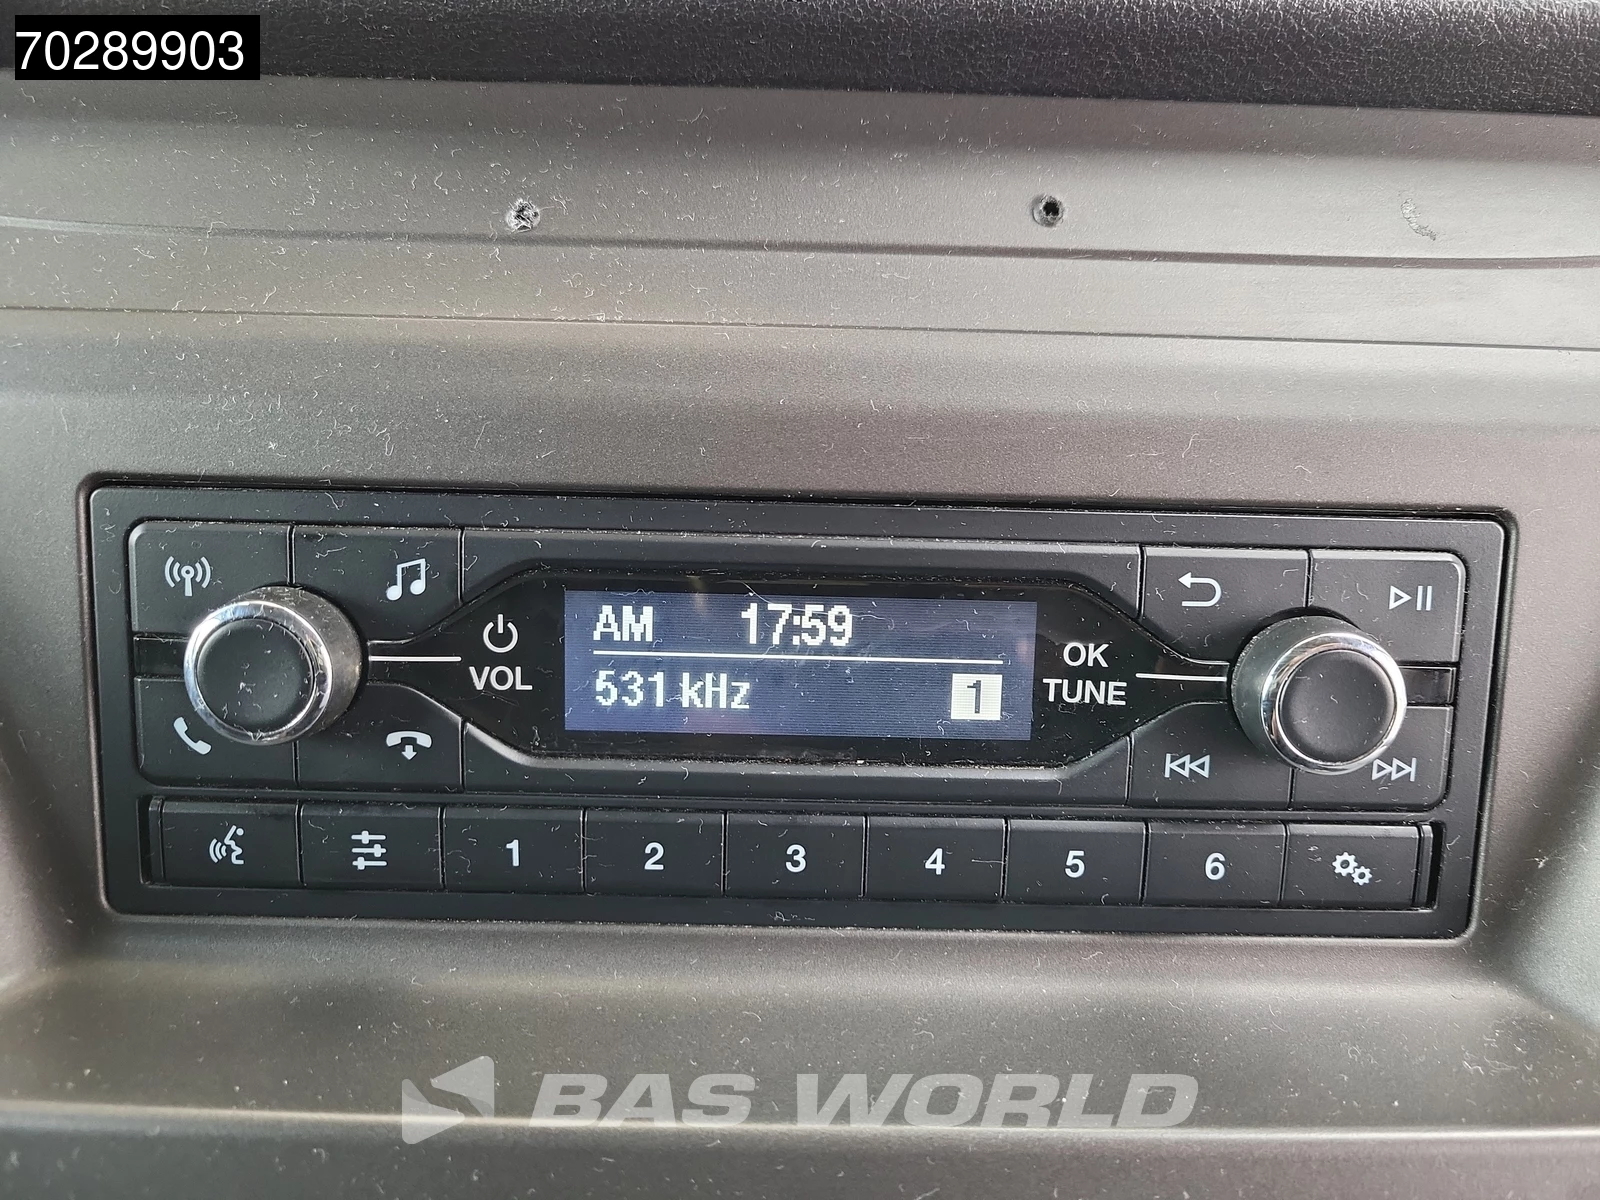 70289903
AM 17:59
VOL
531 kHz 1
OK
TUNE
1 2 3 4 5 6
BAS WORLD